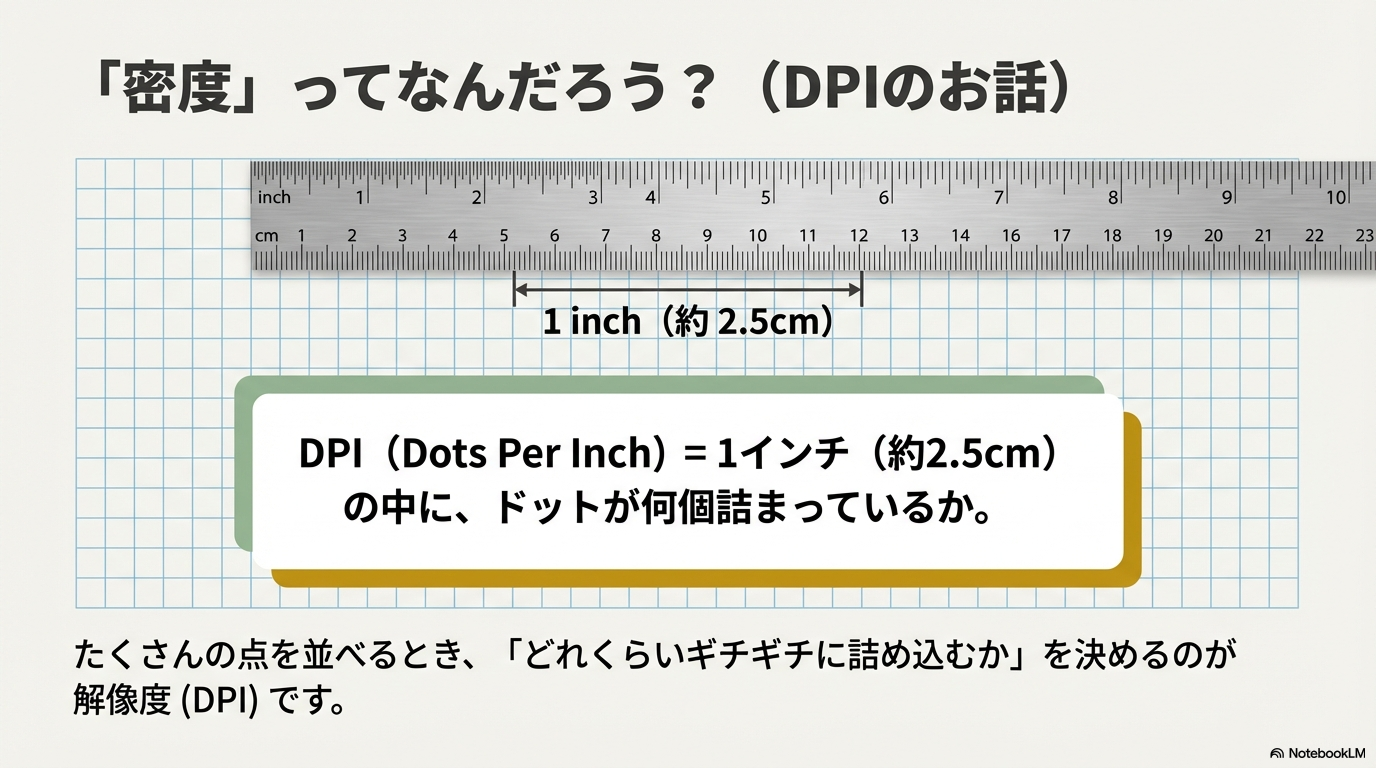 「密度」ってなんだろう？（DPIのお話）
inch 1 2 3 4 5 6 7 8 9 10
cm 1 2 3 4 5 6 7 8 9 10 11 12 13 14 16 17 18 19 20 21 22 23
1 inch（約 2.5cm）
DPI（Dots Per Inch）= 1インチ（約2.5cm）
の中に、ドットが何個詰まっているか。
たくさんの点を並べるとき、「どれくらいギチギチに詰め込むか」を決めるのが
解像度 (DPI) です。
NotebookLM